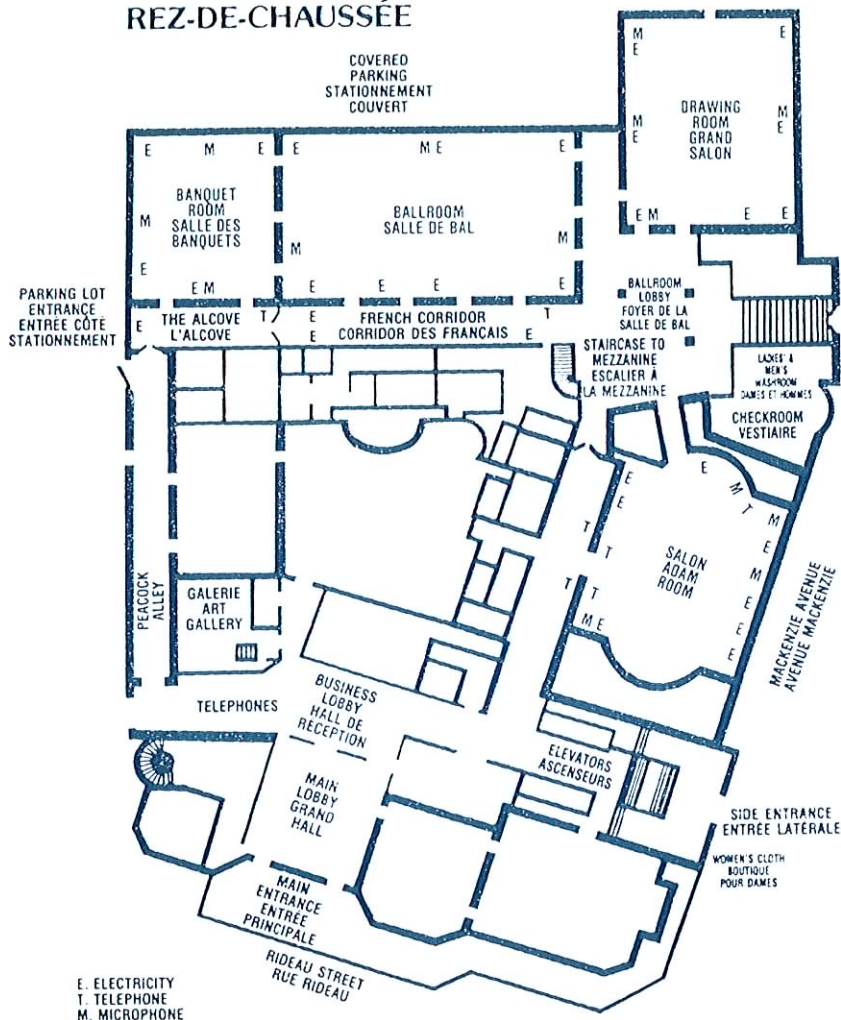 REZ-DE-CHAUSSÉE
COVERED
PARKING
STATIONNEMENT
COUVERT
M
E
E
DRAWING
ROOM
GRAND
SALON
M
E
M
E
E M
E
E
E
M
E
BANQUET
ROOM
SALLE DES
BANQUETS
M
E
E M
E
M E
E
BALLROOM
SALLE DE BAL
M
M
E
E
E
E
PARKING LOT
ENTRANCE
ENTRÉE CÔTÉ
STATIONNEMENT
E
THE ALCOVE
L'ALCOVE
T
E
E
FRENCH CORRIDOR
CORRIDOR DES FRANÇAIS
T
E
BALLROOM
LOBBY
FOYER DE LA
SALLE DE BAL
STAIRCASE TO
MEZZANINE
ESCALIER À
LA MEZZANINE
LADIES' &
MEN'S
WASHROOM
DAMES ET HOMMES
CHECKROOM
VESTIAIRE
E
E
E
M
T
M
E
M
E
E
E
T
T
T
T
M E
SALON
ADAM
ROOM
MACKENZIE AVENUE
AVENUE MACKENZIE
PEACOCK
ALLEY
GALERIE
ART
GALLERY
TELEPHONES
BUSINESS
LOBBY
HALL DE
RECEPTION
MAIN
LOBBY
GRAND
HALL
ELEVATORS
ASCENSEURS
SIDE ENTRANCE
ENTRÉE LATÉRALE
WOMEN'S CLOTH
BOUTIQUE
POUR DAMES
MAIN
ENTRANCE
ENTRÉE
PRINCIPALE
RIDEAU STREET
RUE RIDEAU
E. ELECTRICITY
T. TELEPHONE
M. MICROPHONE